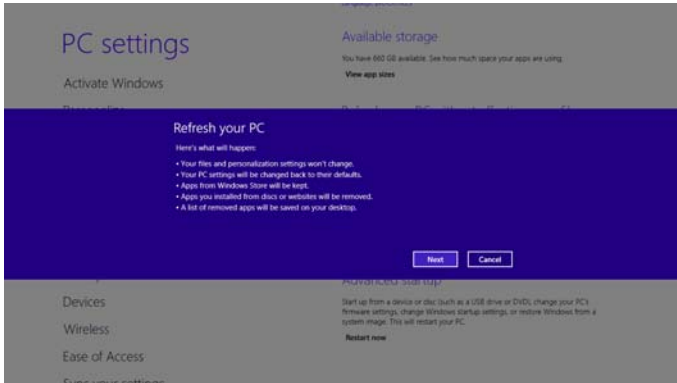 language preferences
PC settings
Activate Windows
Available storage
You have 660 GB available. See how much space your apps are using.
View app sizes
Refresh your PC
Here's what will happen:
• Your files and personalization settings won't change.
• Your PC settings will be changed back to their defaults.
• Apps from Windows Store will be kept.
• Apps you installed from discs or websites will be removed.
• A list of removed apps will be saved on your desktop.
Next
Cancel
Devices
Wireless
Ease of Access
Sync your settings
Advanced startup
Start up from a device or disc (such as a USB drive or DVD), change your PC's
firmware settings, change Windows startup settings, or restore Windows from a
system image. This will restart your PC.
Restart now